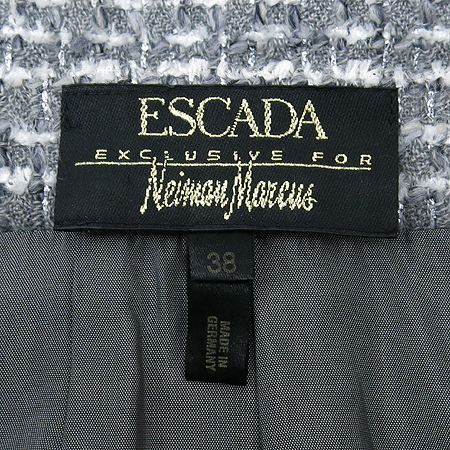 ESCADA
EXCLUSIVE FOR
Neiman Marcus
38
MADE IN
GERMANY